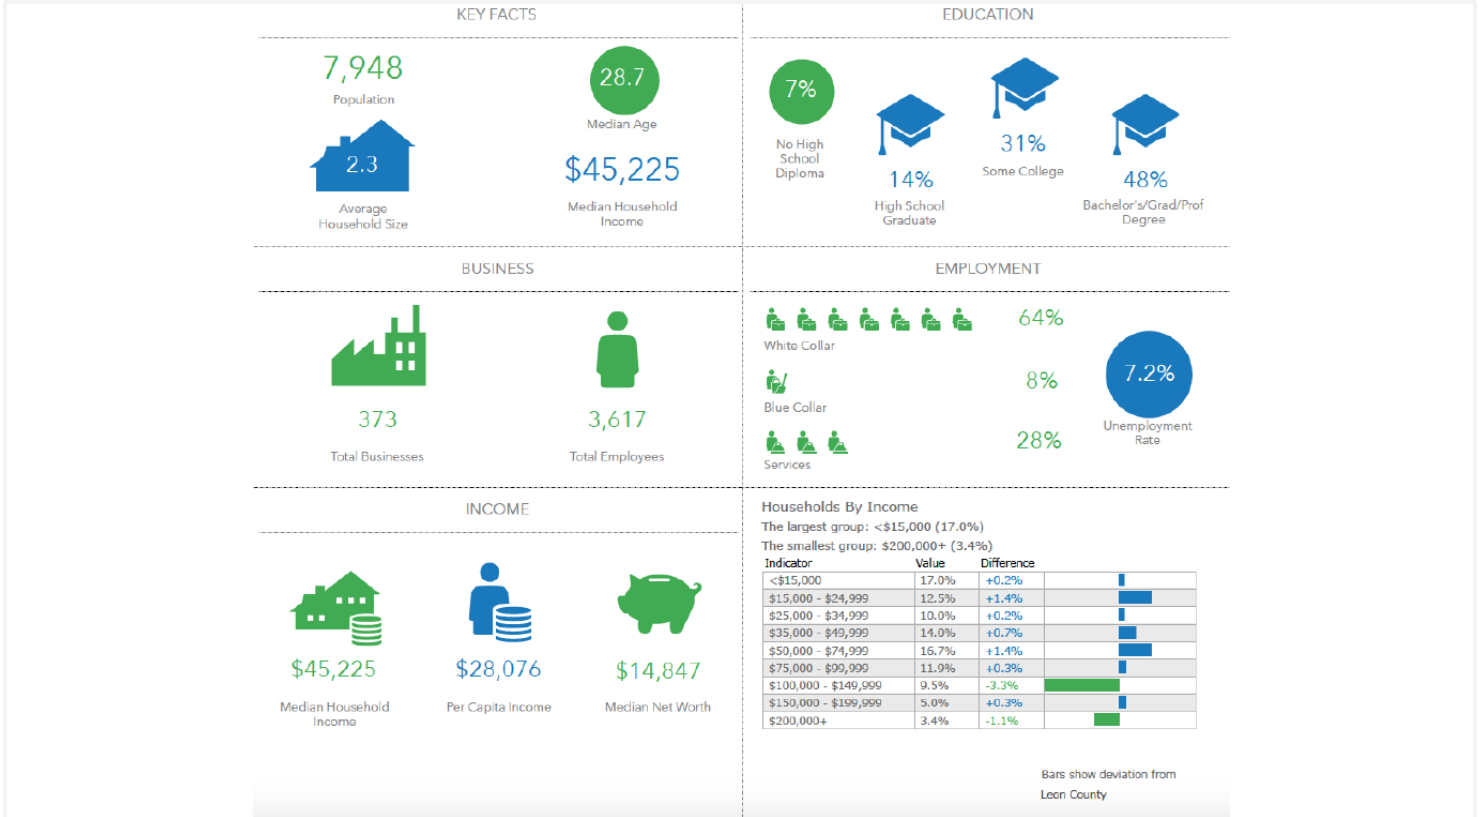 KEY FACTS
7,948
Population
28.7
Median Age
2.3
Average
Household Size
$45,225
Median Household
Income
EDUCATION
7%
No High
School
Diploma
14%
High School
Graduate
31%
Some College
48%
Bachelor's/Grad/Prof
Degree
BUSINESS
373
Total Businesses
3,617
Total Employees
EMPLOYMENT
64%
White Collar
8%
Blue Collar
28%
Services
7.2%
Unemployment
Rate
INCOME
$45,225
Median Household
Income
$28,076
Per Capita Income
$14,847
Median Net Worth
Households By Income
The largest group: <$15,000 (17.0%)
The smallest group: $200,000+ (3.4%)
Indicator Value Difference
<$15,000 17.0% +0.2%
$15,000 - $24,999 12.5% +1.4%
$25,000 - $34,999 10.0% +0.2%
$35,000 - $49,999 14.0% +0.7%
$50,000 - $74,999 16.7% +1.4%
$75,000 - $99,999 11.9% +0.3%
$100,000 - $149,999 9.5% -3.3%
$150,000 - $199,999 5.0% +0.3%
$200,000+ 3.4% -1.1%
Bars show deviation from
Leon County